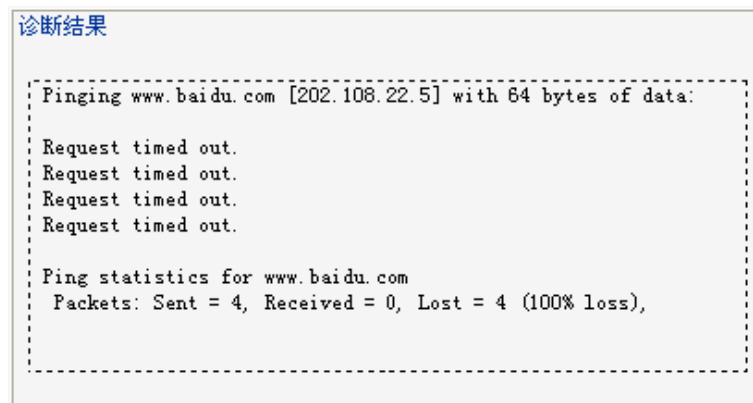 诊断结果
Pinging www.baidu.com [202.108.22.5] with 64 bytes of data:
Request timed out.
Request timed out.
Request timed out.
Request timed out.
Ping statistics for www.baidu.com
Packets: Sent = 4, Received = 0, Lost = 4 (100% loss),